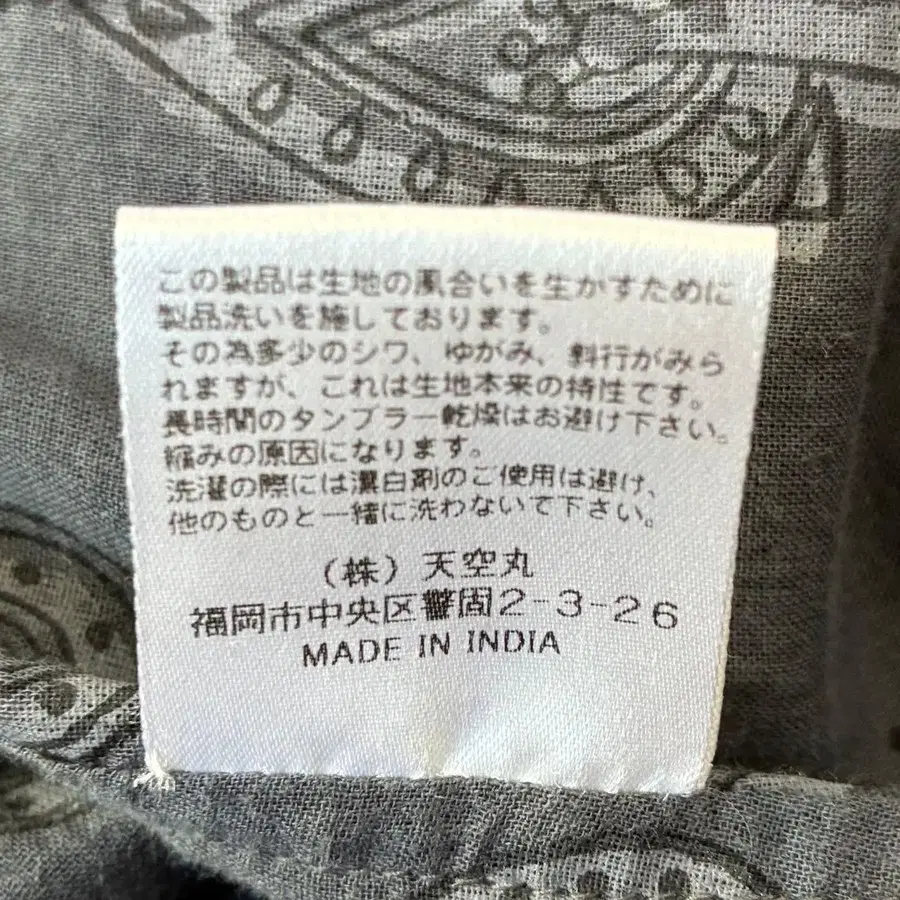 この製品は生地の風合いを生かすために
製品洗いを施しております。
その為多少のシワ、ゆがみ、斜行がみら
れますが、これは生地本来の特性です。
長時間のタンブラー乾燥はお避け下さい。
縮みの原因になります。
洗濯の際には漂白剤のご使用は避け、
他のものと一緒に洗わないで下さい。
（株）天空丸
福岡市中央区警固2-3-26
MADE IN INDIA